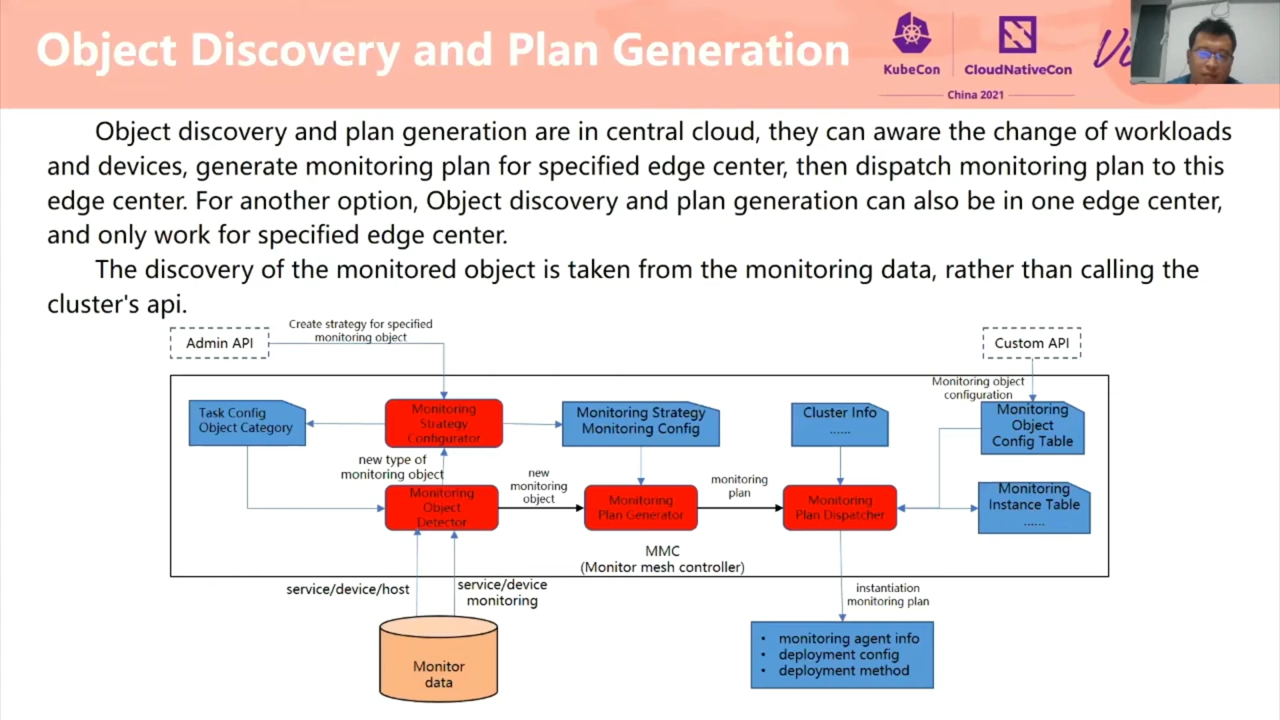 Object Discovery and Plan Generation
KubeCon
CloudNativeCon
China 2021
Object discovery and plan generation are in central cloud, they can aware the change of workloads
and devices, generate monitoring plan for specified edge center, then dispatch monitoring plan to this
edge center. For another option, Object discovery and plan generation can also be in one edge center,
and only work for specified edge center.
The discovery of the monitored object is taken from the monitoring data, rather than calling the
cluster's api.
Admin API
Create strategy for specified
monitoring object
Custom API
Monitoring object
configuration
Task Config
Object Category
Monitoring
Strategy
Configurator
Monitoring Strategy
Monitoring Config
Cluster Info
......
Monitoring
Object
Config Table
new type of
monitoring object
Monitoring
Object
Detector
new
monitoring
object
Monitoring
Plan Generator
monitoring
plan
Monitoring
Plan Dispatcher
Monitoring
Instance Table
......
MMC
(Monitor mesh controller)
service/device/host
service/device
monitoring
instantiation
monitoring plan
Monitor
data
• monitoring agent info
• deployment config
• deployment method